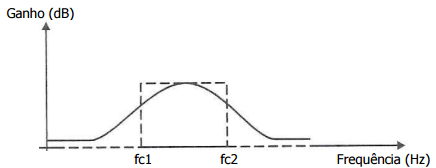 Ganho (dB)
fc1
fc2
Frequência (Hz)